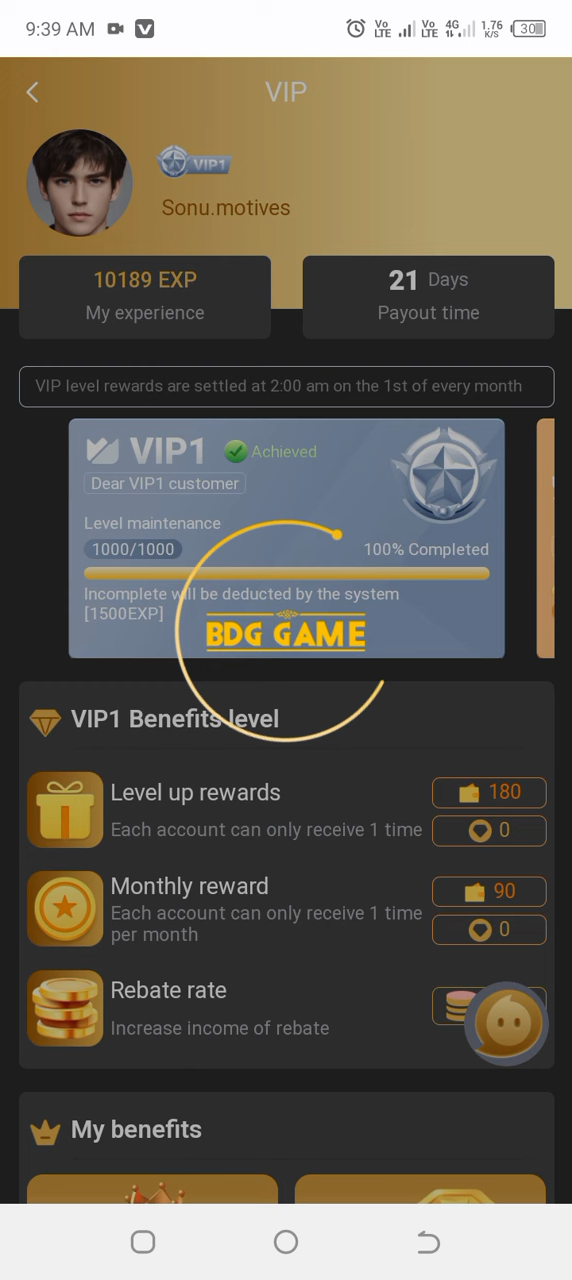 9:39 AM
Vo LTE Vo LTE 4G 1.76 K/S 30
VIP
VIP1
Sonu.motives
10189 EXP
My experience
21 Days
Payout time
VIP level rewards are settled at 2:00 am on the 1st of every month
VIP1 Achieved
Dear VIP1 customer
Level maintenance
1000/1000 100% Completed
Incomplete will be deducted by the system
[1500EXP]
BDG GAME
VIP1 Benefits level
Level up rewards
180
Each account can only receive 1 time
0
Monthly reward
90
Each account can only receive 1 time
per month
0
Rebate rate
Increase income of rebate
My benefits